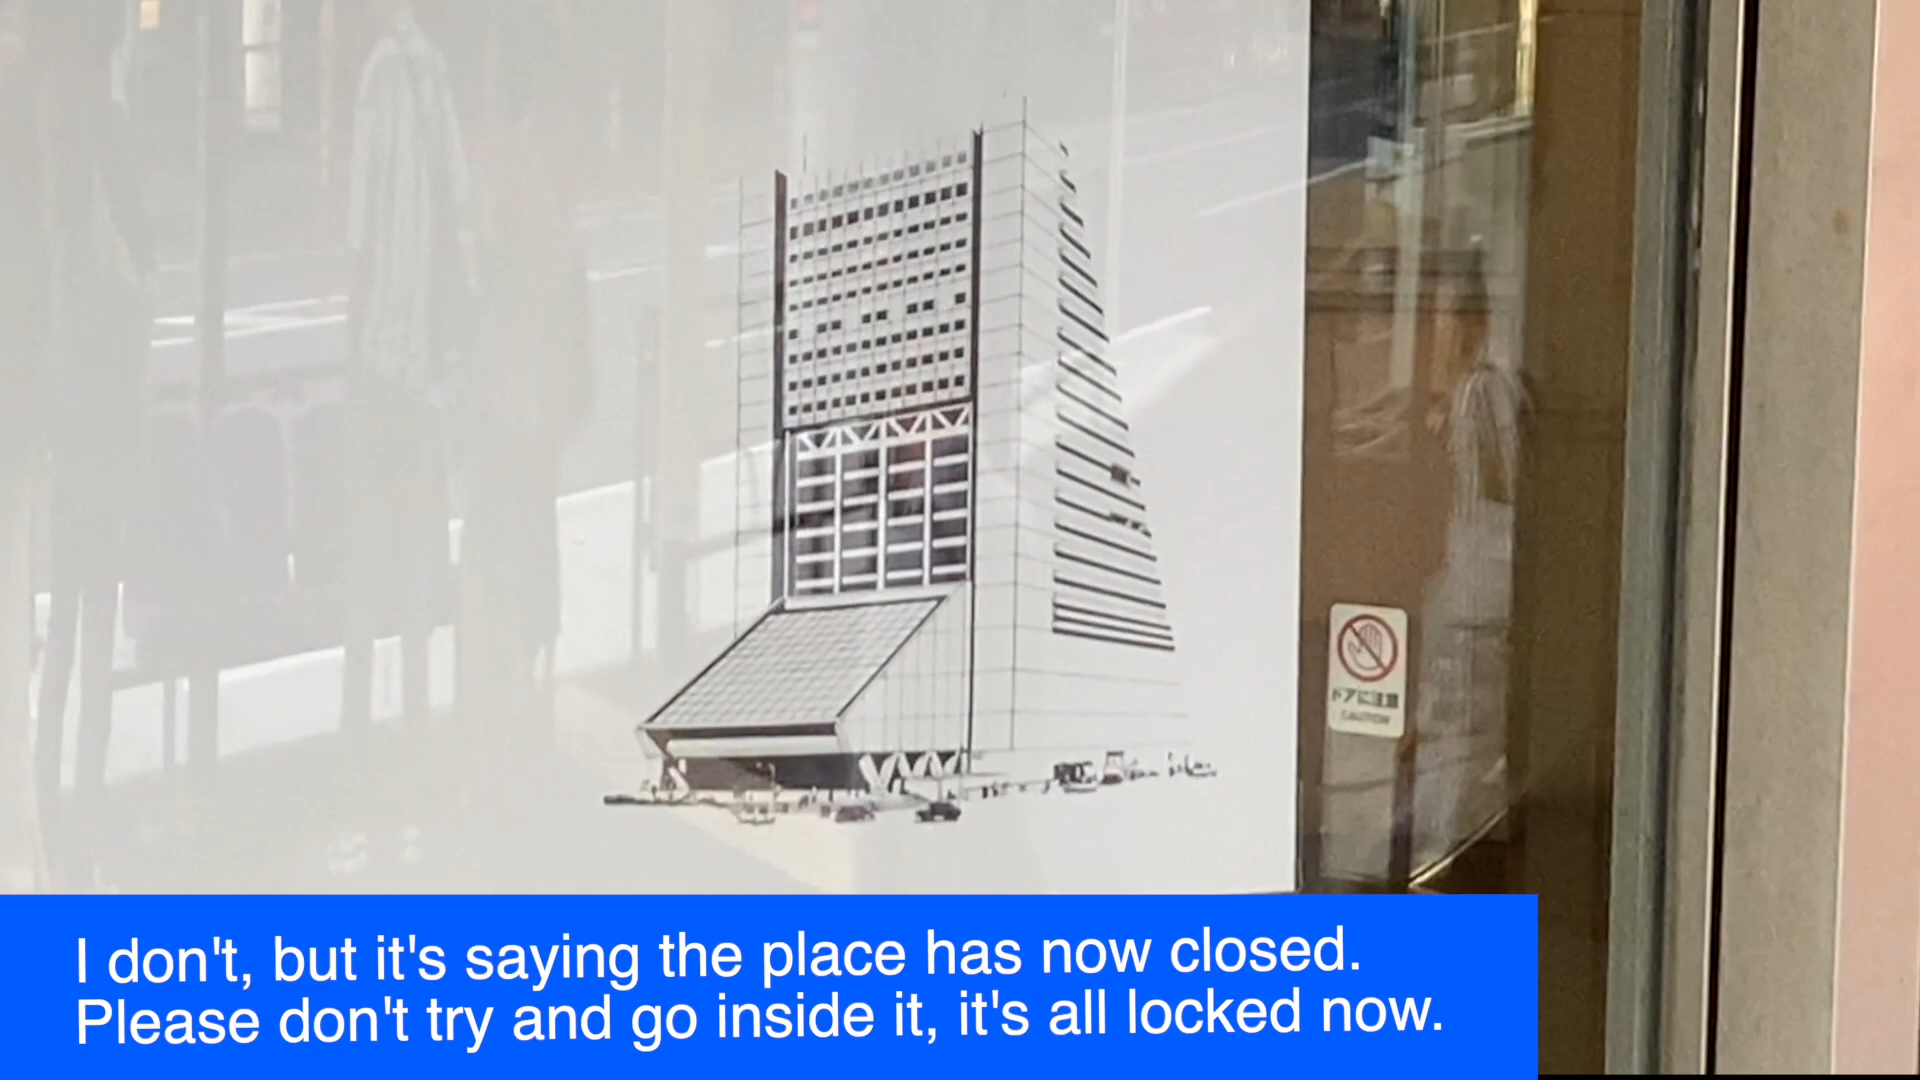 ドアに注意
CAUTION
I don't, but it's saying the place has now closed.
Please don't try and go inside it, it's all locked now.